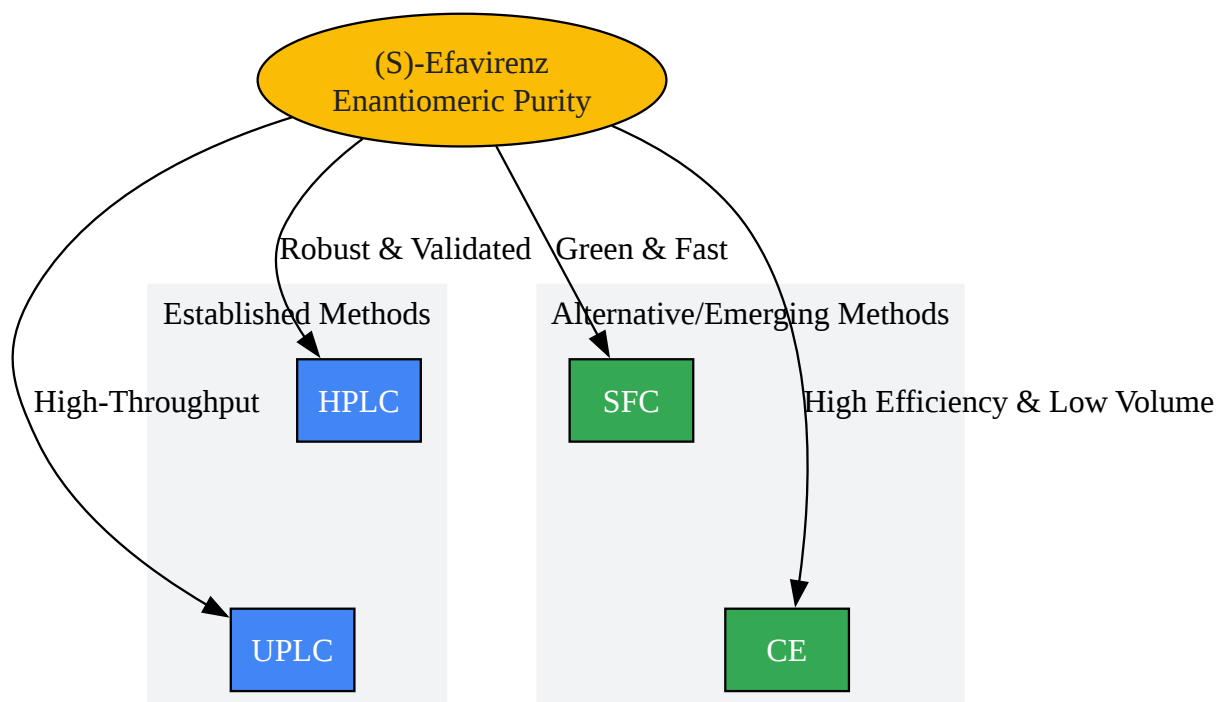 (S)-Efavirenz
Enantiomeric Purity
Robust & Validated
Green & Fast
Established Methods
Alternative/Emerging Methods
High-Throughput
HPLC
SFC
High Efficiency & Low Volume
UPLC
CE